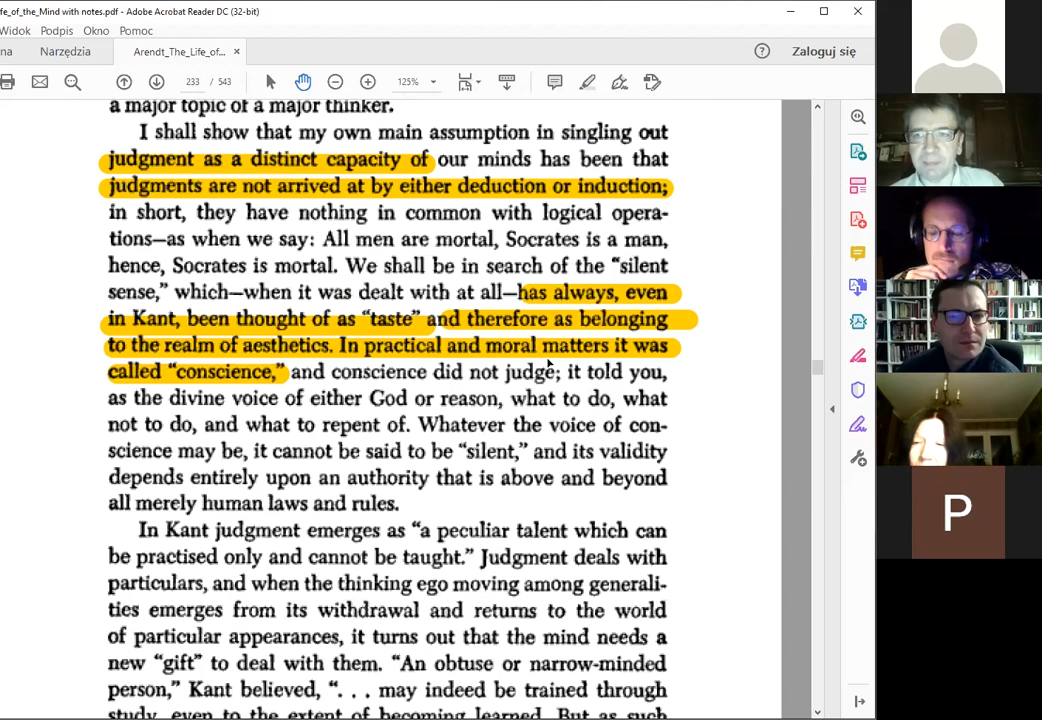 fe_of_the_Mind with notes.pdf - Adobe Acrobat Reader DC (32-bit)
Widok Podpis Okno Pomoc
na Narzędzia Arendt_The_Life_of... × Zaloguj się
233 / 543 125%
a major topic of a major thinker.
I shall show that my own main assumption in singling out
judgment as a distinct capacity of our minds has been that
judgments are not arrived at by either deduction or induction;
in short, they have nothing in common with logical opera-
tions—as when we say: All men are mortal, Socrates is a man,
hence, Socrates is mortal. We shall be in search of the “silent
sense,” which—when it was dealt with at all—has always, even
in Kant, been thought of as “taste” and therefore as belonging
to the realm of aesthetics. In practical and moral matters it was
called “conscience,” and conscience did not judge; it told you,
as the divine voice of either God or reason, what to do, what
not to do, and what to repent of. Whatever the voice of con-
science may be, it cannot be said to be “silent,” and its validity
depends entirely upon an authority that is above and beyond
all merely human laws and rules.
In Kant judgment emerges as “a peculiar talent which can
be practised only and cannot be taught.” Judgment deals with
particulars, and when the thinking ego moving among generali-
ties emerges from its withdrawal and returns to the world
of particular appearances, it turns out that the mind needs a
new “gift” to deal with them. “An obtuse or narrow-minded
person,” Kant believed, “. . . may indeed be trained through
study, even to the extent of becoming learned. But as such
P